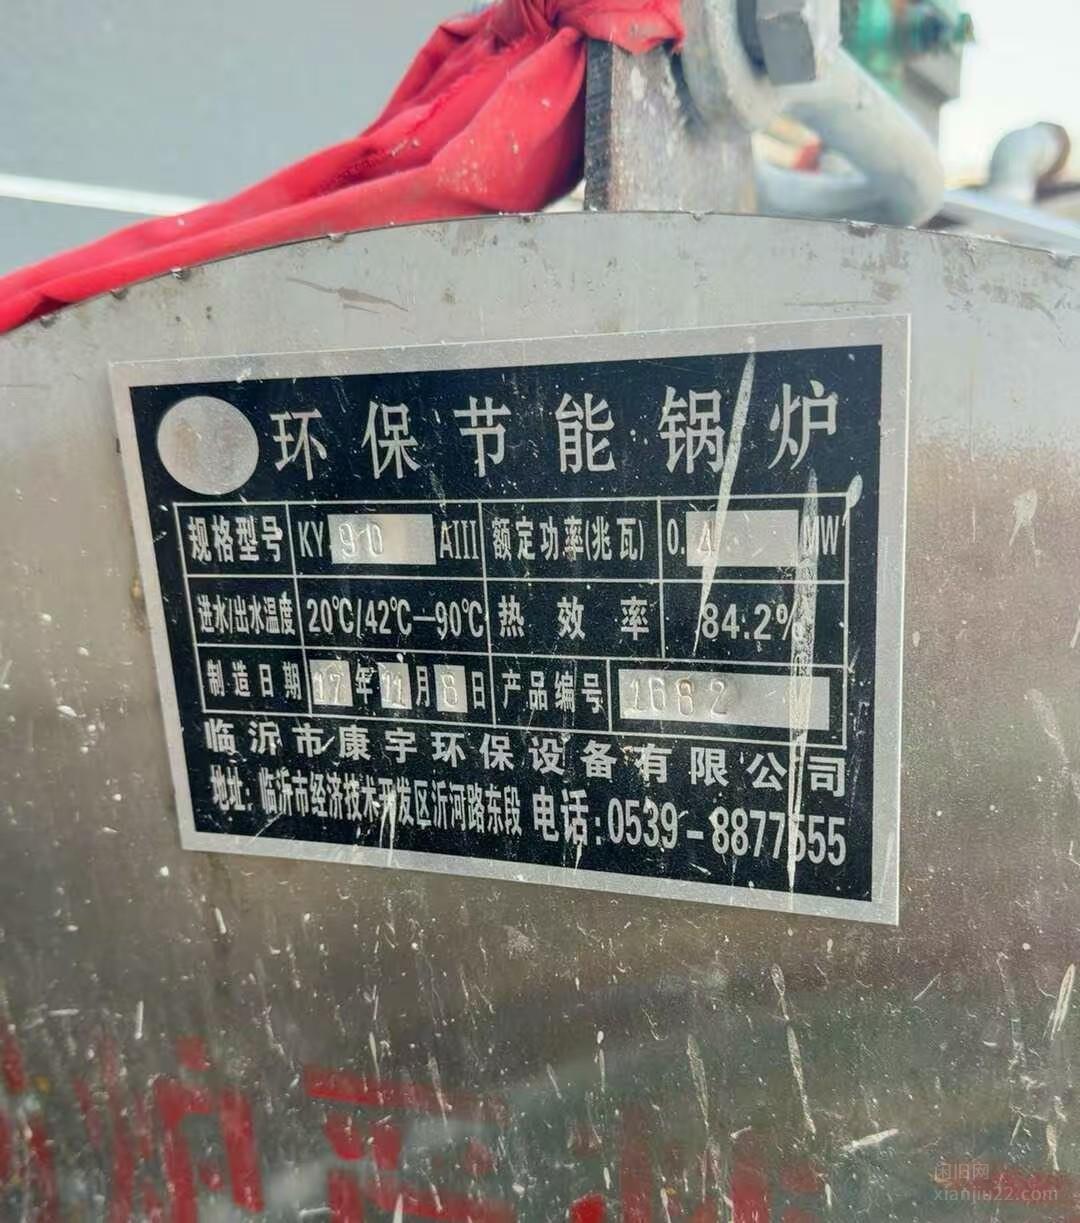 环保节能锅炉
规格型号 KY 90 AIII 额定功率(兆瓦) 0.4 MW
进水/出水温度 20℃/42℃—90℃ 热效率 84.2%
制造日期 17年11月8日 产品编号 1682
临沂市康宇环保设备有限公司
地址:临沂市经济技术开发区沂河路东段 电话:0539-8877555
闲旧网
xianjiu22.com